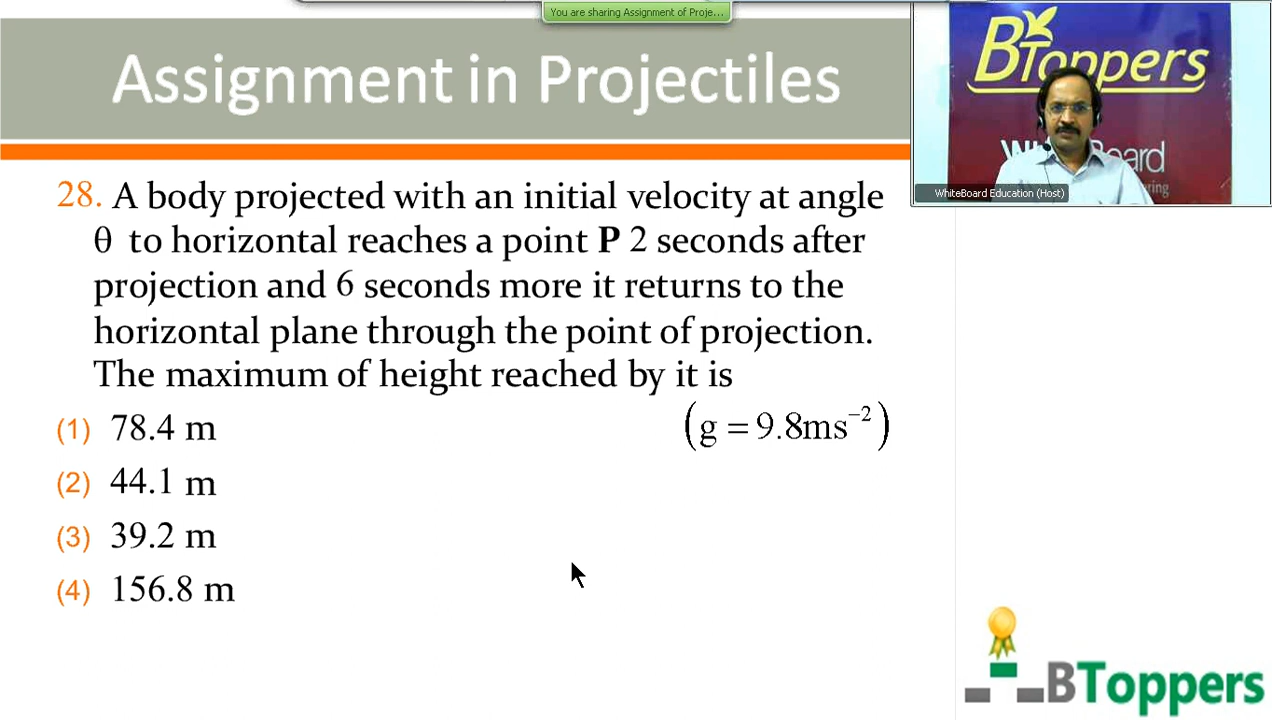 You are sharing Assignment of Proje...
Assignment in Projectiles
BToppers
WhiteBoard Education (Host)
28. A body projected with an initial velocity at angle
θ to horizontal reaches a point P 2 seconds after
projection and 6 seconds more it returns to the
horizontal plane through the point of projection.
The maximum of height reached by it is
(1) 78.4 m
(g = 9.8ms⁻²)
(2) 44.1 m
(3) 39.2 m
(4) 156.8 m
BToppers